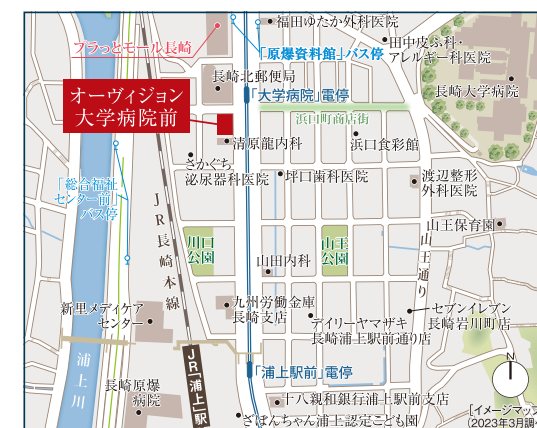 福田ゆたか外科医院
プラっとモール長崎
「原爆資料館」バス停
田中皮ふ科・
アレルギー科医院
長崎北郵便局
長崎大学病院
オーヴィジョン
大学病院前
「大学病院」電停
浜口町商店街
清原龍内科
浜口食彩館
さかぐち
泌尿器科医院
坪口歯科医院
渡辺整形
外科医院
「総合福祉
センター前」
バス停
JR長崎本線
山王保育園
山王通り
川口
公園
山王
公園
山田内科
九州労働金庫
長崎支店
セブンイレブン
長崎岩川町店
新里メディケア
センター
デイリーヤマザキ
長崎浦上駅前通り店
浦上川
JR「浦上」駅
「浦上駅前」電停
N
長崎原爆
病院
十八親和銀行浦上駅前支店
ざぼんちゃん浦上認定こども園
[イメージマップ
(2023年3月調